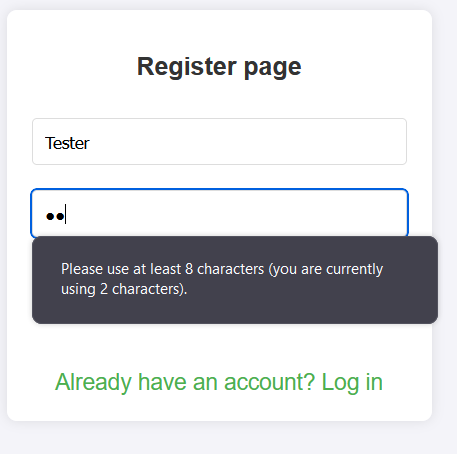 Register page
Tester
●●
Please use at least 8 characters (you are currently
using 2 characters).
Already have an account? Log in